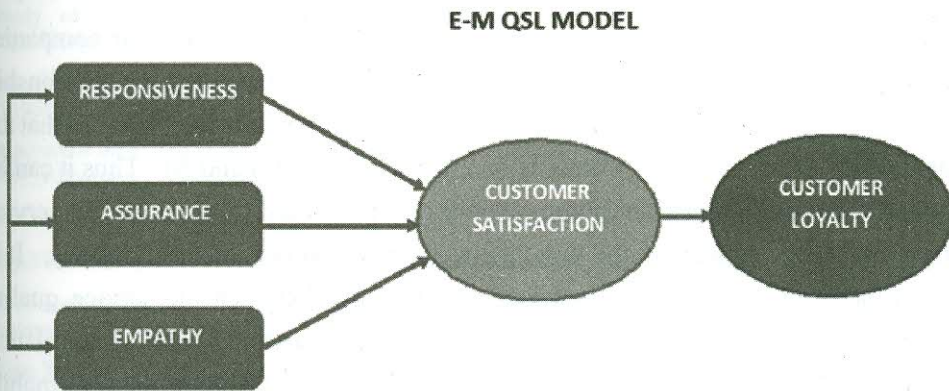 E-M QSL MODEL
RESPONSIVENESS
ASSURANCE
EMPATHY
CUSTOMER
SATISFACTION
CUSTOMER
LOYALTY